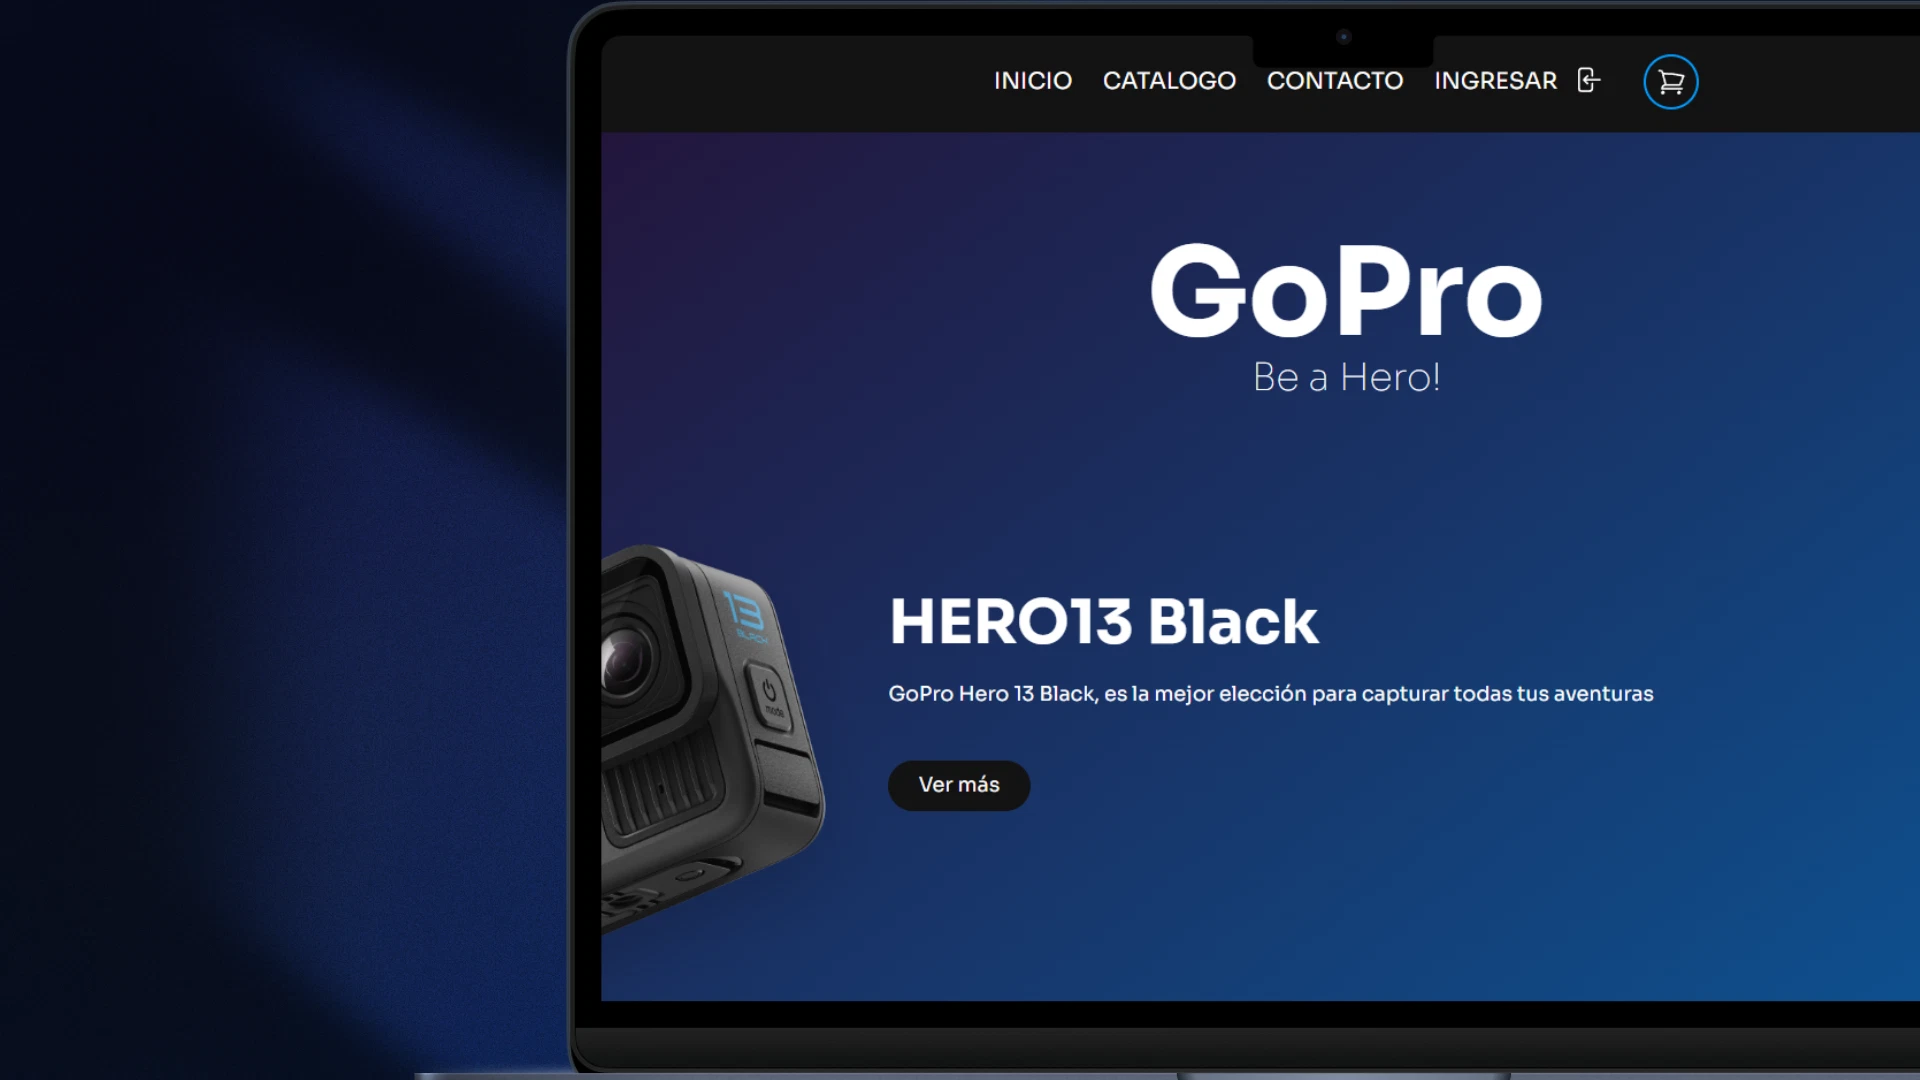 INICIO CATALOGO CONTACTO INGRESAR
GoPro
Be a Hero!
13
BLACK
mode
HERO13 Black
GoPro Hero 13 Black, es la mejor elección para capturar todas tus aventuras
Ver más